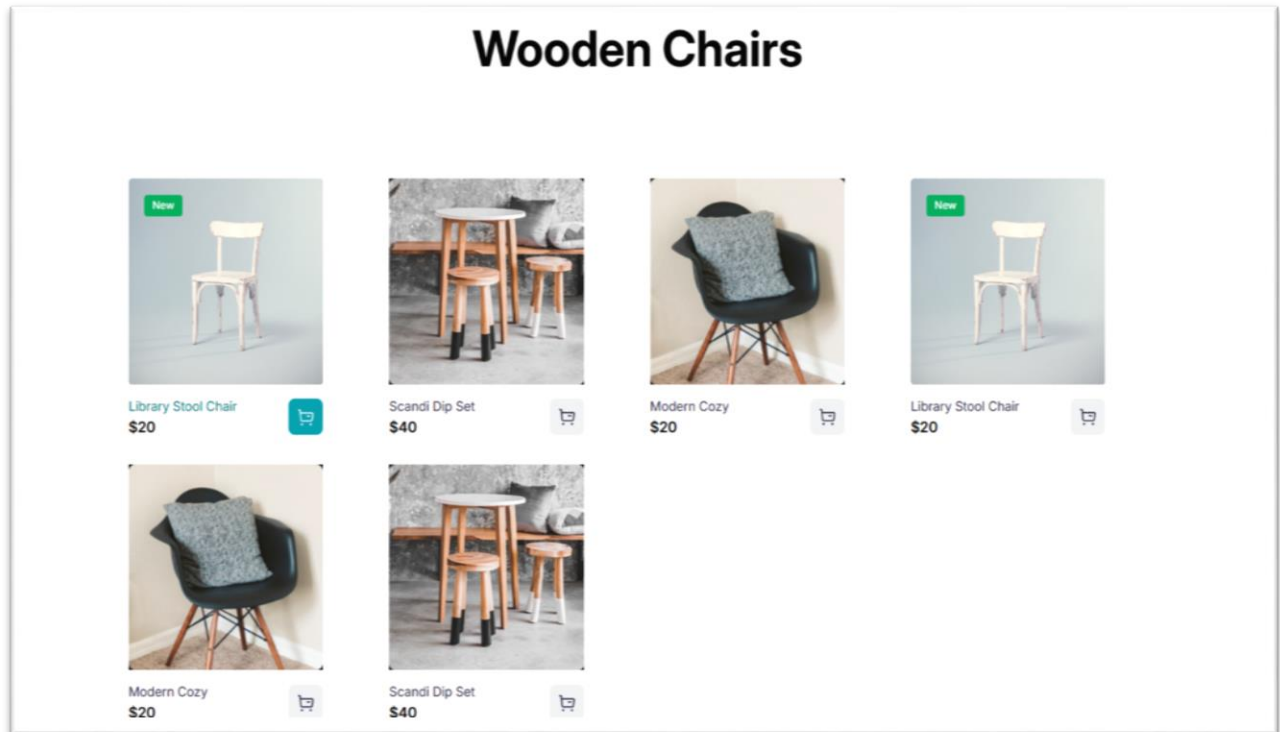 Wooden Chairs
New
Library Stool Chair
$20
Scandi Dip Set
$40
Modern Cozy
$20
New
Library Stool Chair
$20
Modern Cozy
$20
Scandi Dip Set
$40